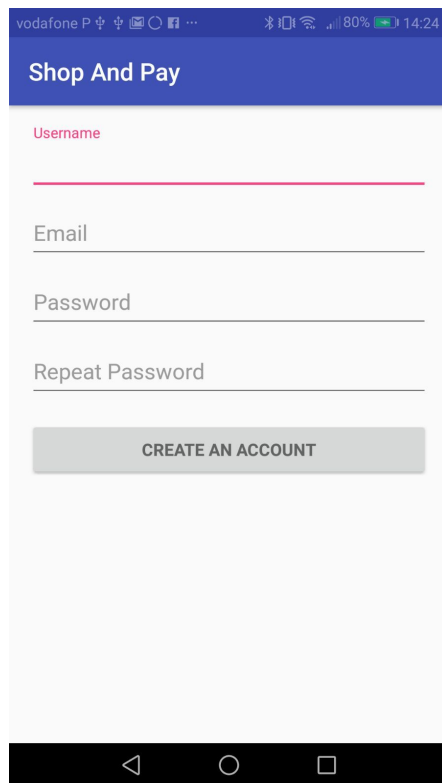 vodafone P ... 80% 14:24
Shop And Pay
Username
Email
Password
Repeat Password
CREATE AN ACCOUNT